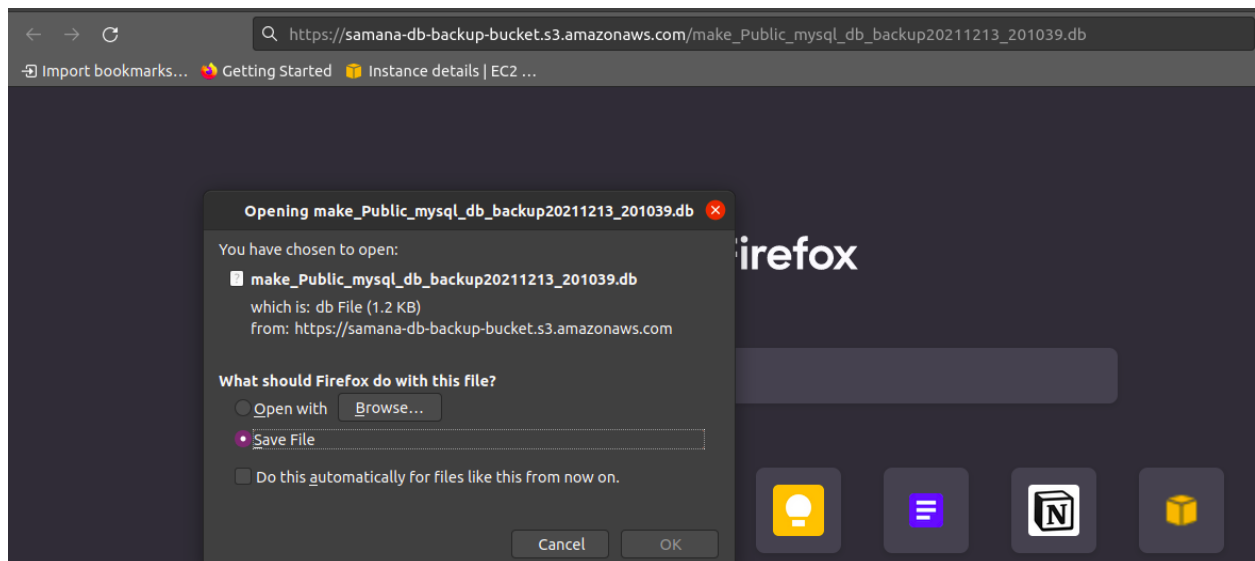 https://samana-db-backup-bucket.s3.amazonaws.com/make_Public_mysql_db_backup20211213_201039.db
Import bookmarks... Getting Started Instance details | EC2 ...
Opening make_Public_mysql_db_backup20211213_201039.db
You have chosen to open:
irefox
make_Public_mysql_db_backup20211213_201039.db
which is: db File (1.2 KB)
from: https://samana-db-backup-bucket.s3.amazonaws.com
What should Firefox do with this file?
Open with Browse...
Save File
Do this automatically for files like this from now on.
N
Cancel OK